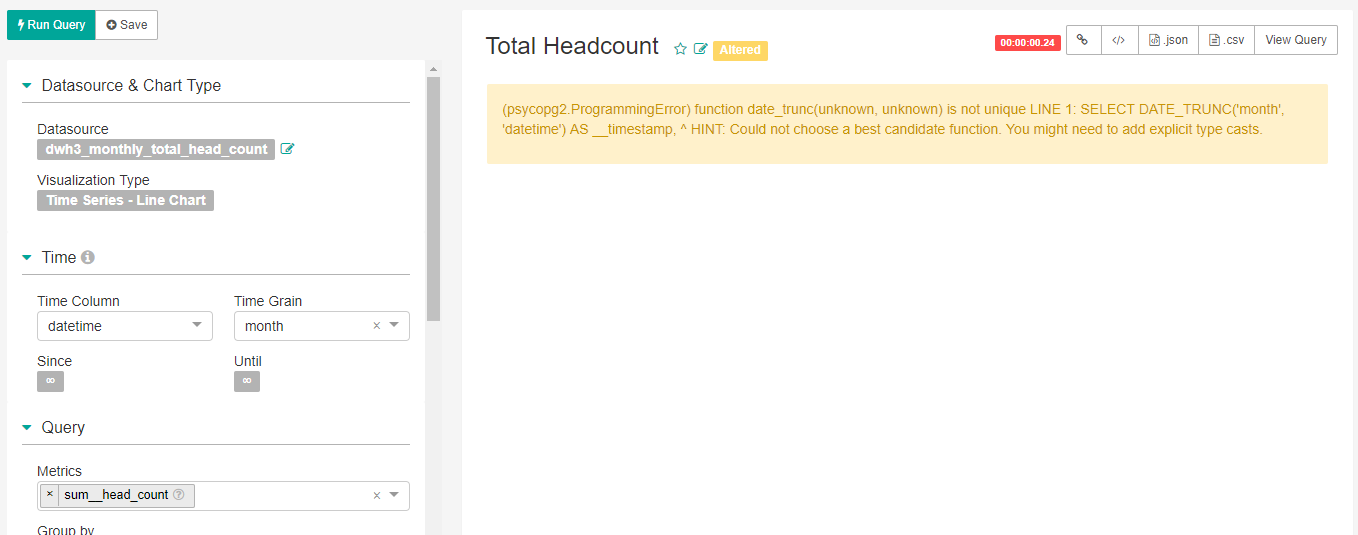 Run Query
Save
Datasource & Chart Type
Datasource
dwh3_monthly_total_head_count
Visualization Type
Time Series - Line Chart
Time
Time Column
Time Grain
datetime
month
Since
Until
∞
∞
Query
Metrics
× sum__head_count
Group by
Total Headcount
Altered
00:00:00.24
</>
.json
.csv
View Query
(psycopg2.ProgrammingError) function date_trunc(unknown, unknown) is not unique LINE 1: SELECT DATE_TRUNC('month',
'datetime') AS __timestamp, ^ HINT: Could not choose a best candidate function. You might need to add explicit type casts.